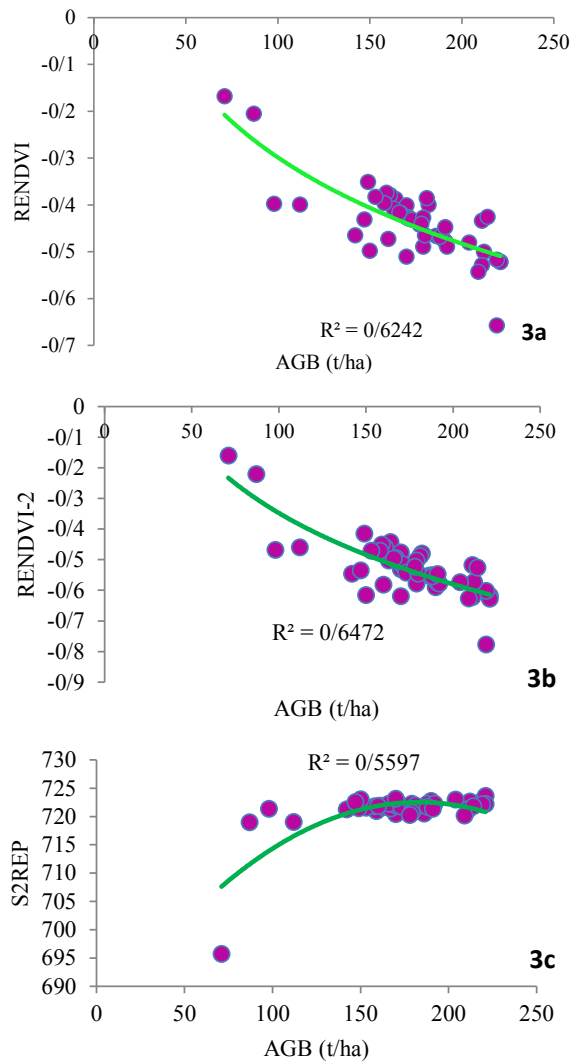 0
0 50 100 150 200 250
-0/1
-0/2
-0/3
-0/4
-0/5
-0/6
-0/7
RENDVI
R² = 0/6242
3a
AGB (t/ha)
0
0 50 100 150 200 250
-0/1
-0/2
-0/3
-0/4
-0/5
-0/6
-0/7
-0/8
-0/9
RENDVI-2
R² = 0/6472
3b
AGB (t/ha)
730
725
720
715
710
705
700
695
690
S2REP
R² = 0/5597
3c
0 50 100 150 200 250
AGB (t/ha)